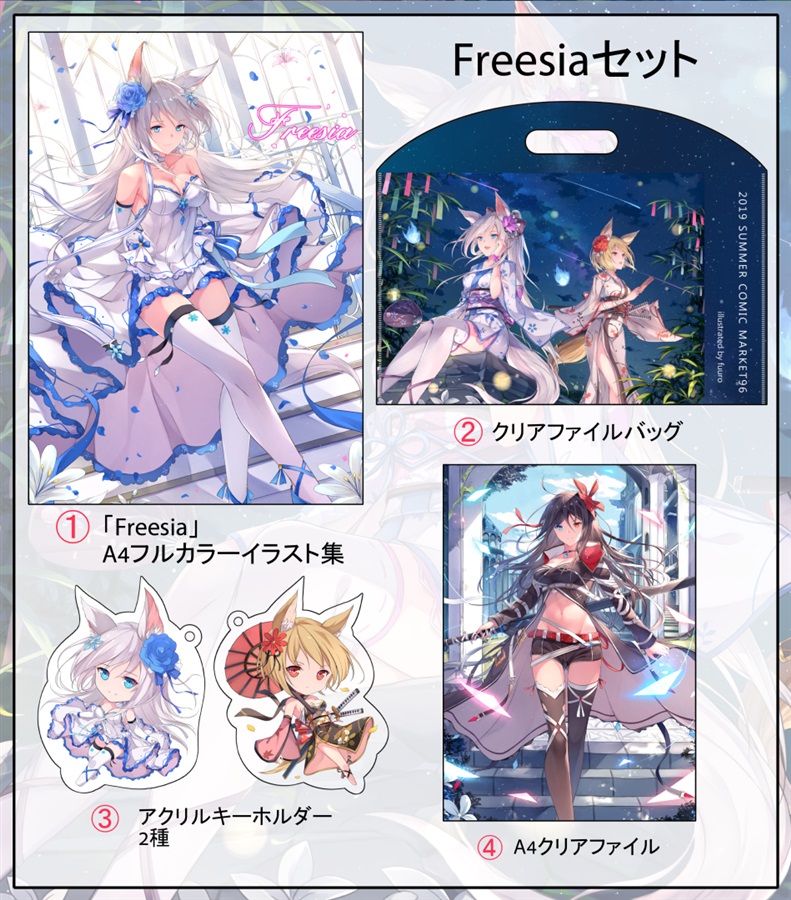 Freesiaセット
Freesia
2019 SUMMER COMIC MARKET96
illustrated by fuuro
② クリアファイルバッグ
① 「Freesia」
A4フルカラーイラスト集
③ アクリルキーホルダー
2種
④ A4クリアファイル